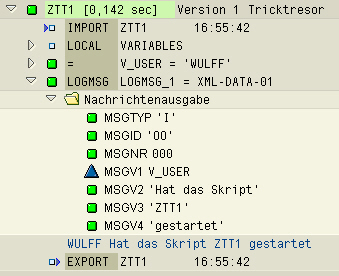 ZTT1 [0,142 sec] Version 1 Tricktresor
IMPORT ZTT1 16:55:42
LOCAL VARIABLES
= V_USER = 'WULFF'
LOGMSG LOGMSG_1 = XML-DATA-01
Nachrichtenausgabe
MSGTYP 'I'
MSGID '00'
MSGNR 000
MSGV1 V_USER
MSGV2 'Hat das Skript'
MSGV3 'ZTT1'
MSGV4 'gestartet'
WULFF Hat das Skript ZTT1 gestartet
EXPORT ZTT1 16:55:42